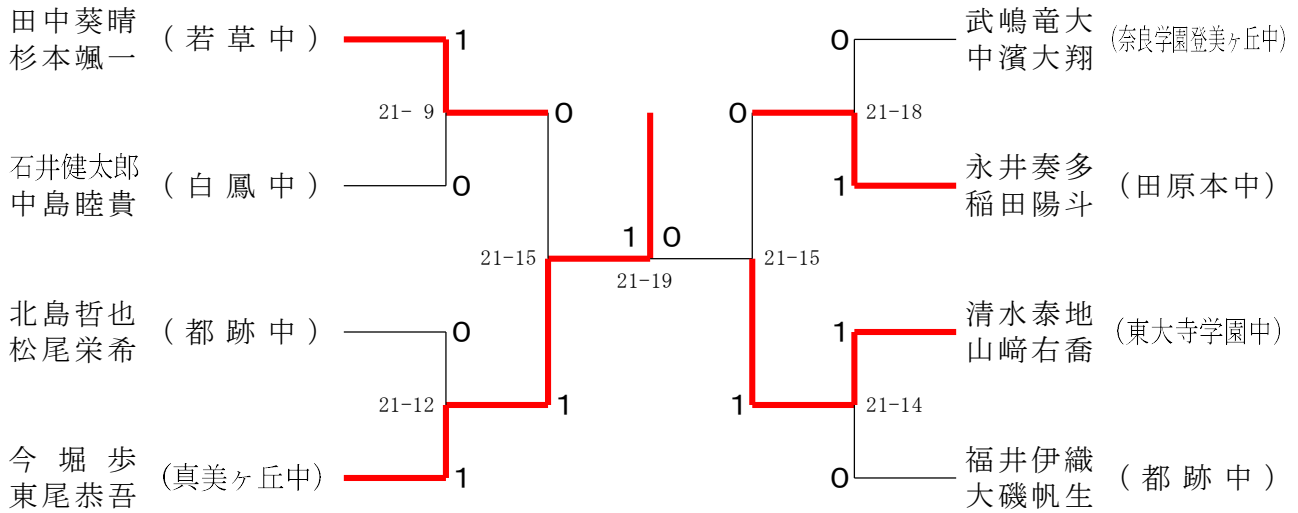 田中葵晴
杉本颯一
(若草中)
1
21- 9
0
石井健太郎
中島睦貴
(白鳳中)
0
21-15
北島哲也
松尾栄希
(都跡中)
0
21-12
1
今堀歩
東尾恭吾
(真美ヶ丘中)
1
1 0
21-19
0
武嶋竜大
中濱大翔
(奈良学園登美ヶ丘中)
0
21-18
1
永井奏多
稲田陽斗
(田原本中)
21-15
1
清水泰地
山﨑右喬
(東大寺学園中)
1
21-14
0
福井伊織
大磯帆生
(都跡中)